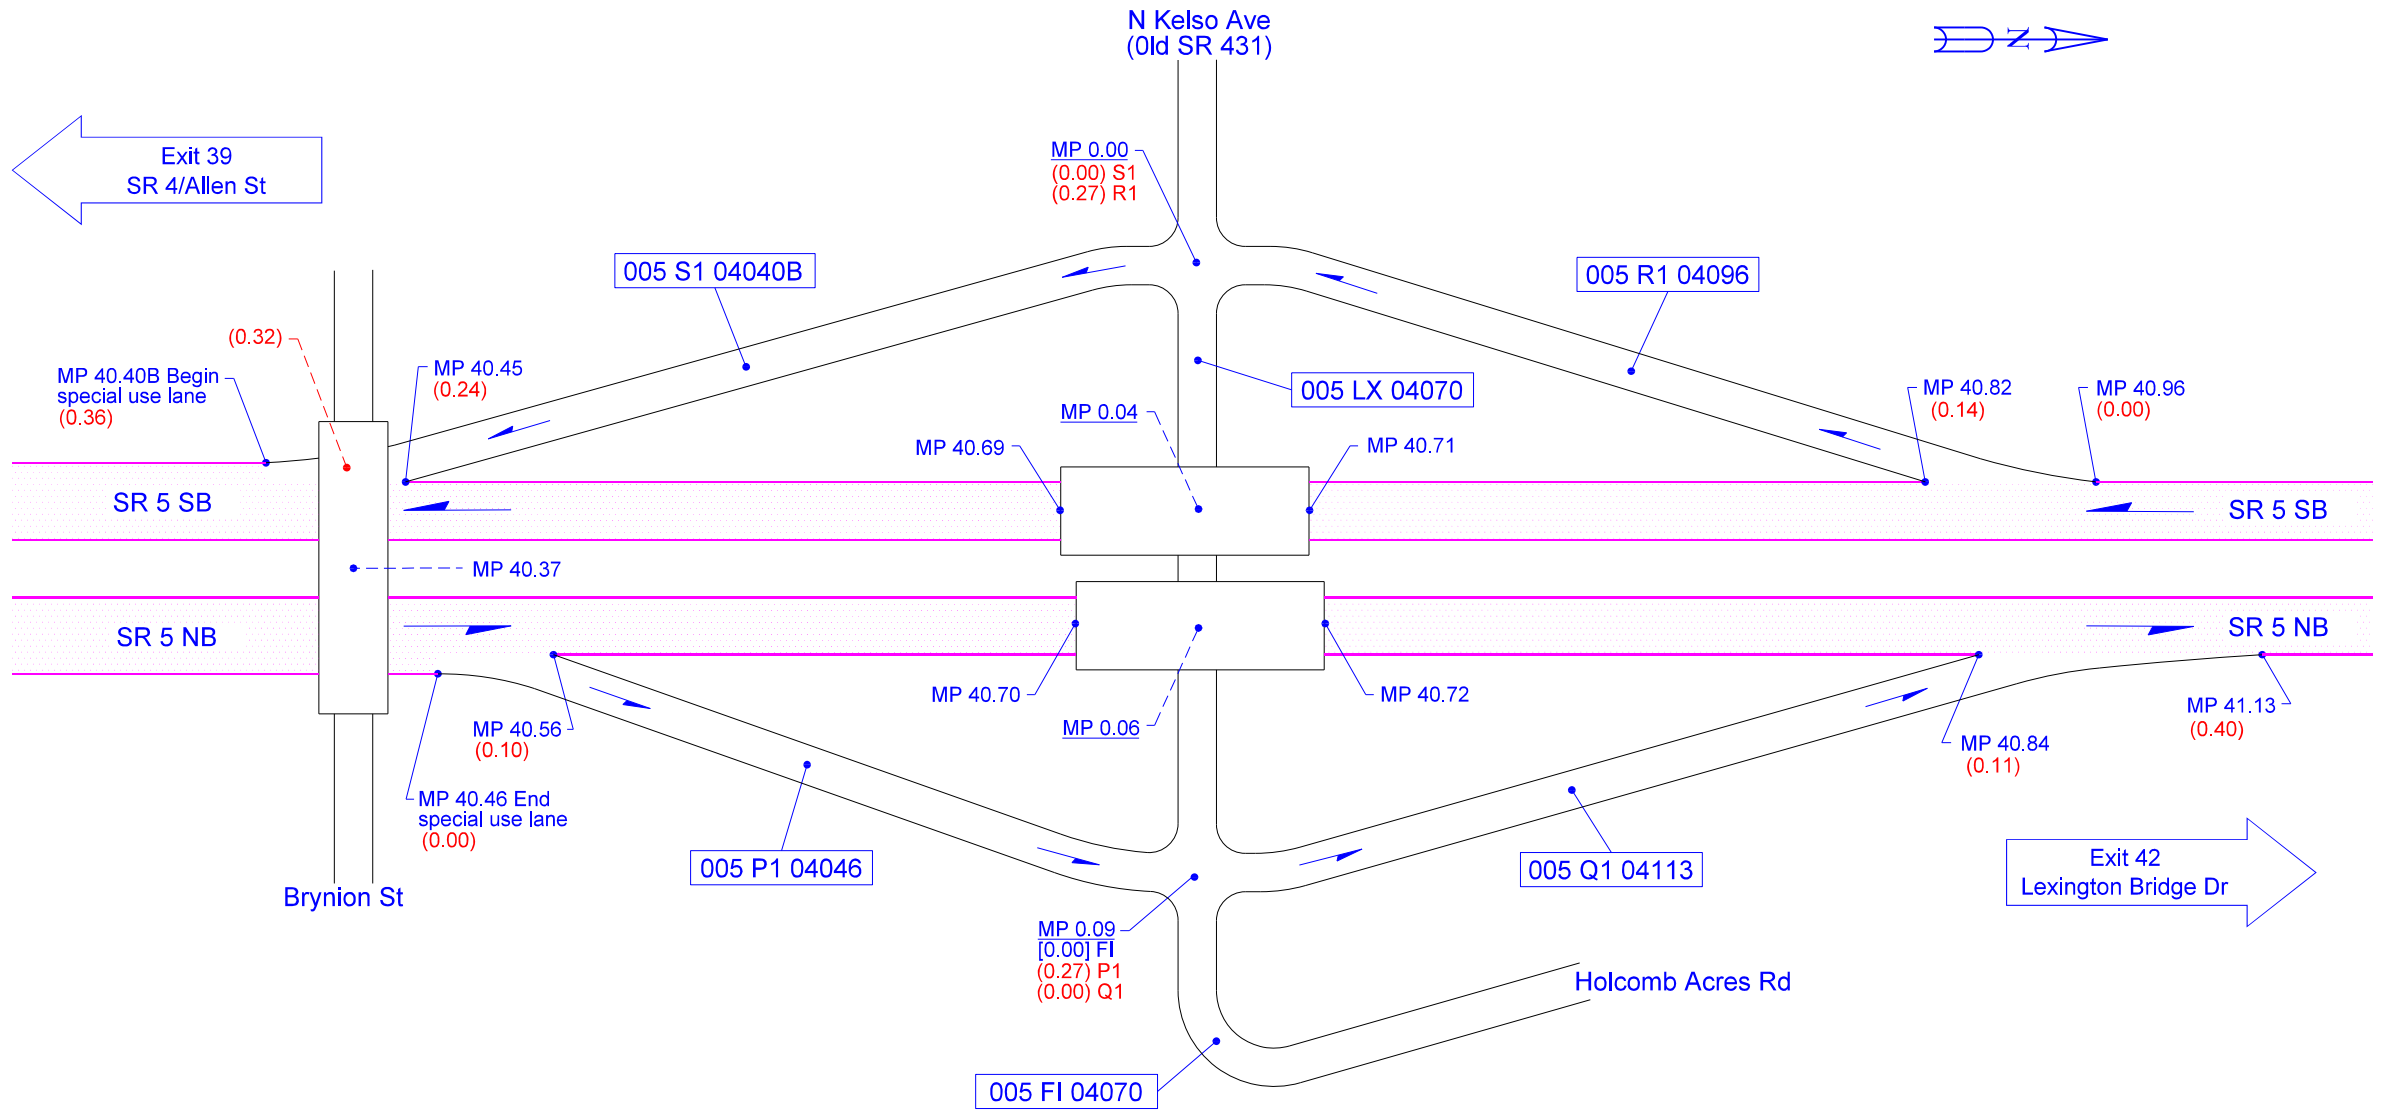 N Kelso Ave
(0ld SR 431)
N
Exit 39
SR 4/Allen St
MP 0.00
(0.00) S1
(0.27) R1
005 S1 04040B
005 R1 04096
(0.32)
MP 40.40B Begin
special use lane
(0.36)
MP 40.45
(0.24)
005 LX 04070
MP 40.82
(0.14)
MP 40.96
(0.00)
MP 0.04
MP 40.69
MP 40.71
SR 5 SB
SR 5 SB
MP 40.37
SR 5 NB
SR 5 NB
MP 40.70
MP 40.72
MP 0.06
MP 40.56
(0.10)
MP 41.13
(0.40)
MP 40.84
(0.11)
MP 40.46 End
special use lane
(0.00)
005 P1 04046
005 Q1 04113
Exit 42
Lexington Bridge Dr
Brynion St
MP 0.09
[0.00] FI
(0.27) P1
(0.00) Q1
Holcomb Acres Rd
005 FI 04070